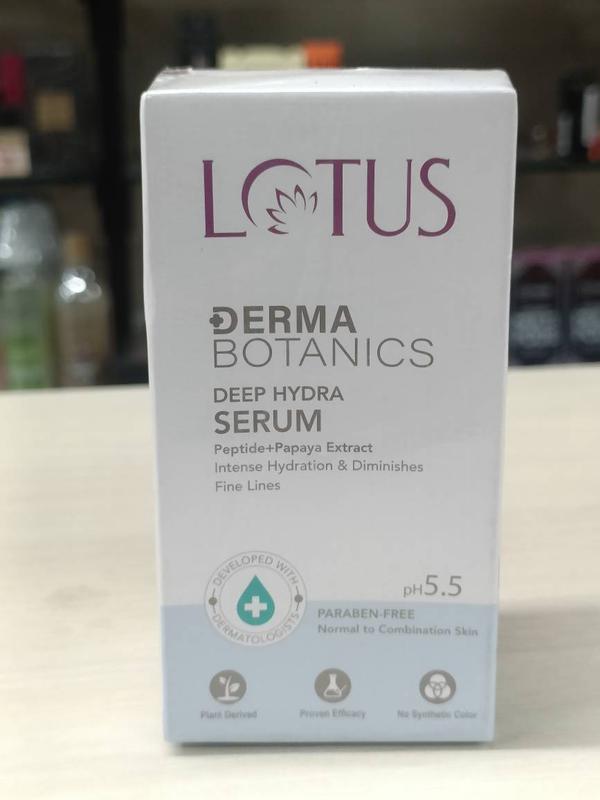 LOTUS
DERMA
BOTANICS
DEEP HYDRA
SERUM
Peptide+Papaya Extract
Intense Hydration & Diminishes
Fine Lines
DEVELOPED WITH
DERMATOLOGISTS
pH5.5
PARABEN-FREE
Normal to Combination Skin
Plant Derived
Proven Efficacy
No Synthetic Color